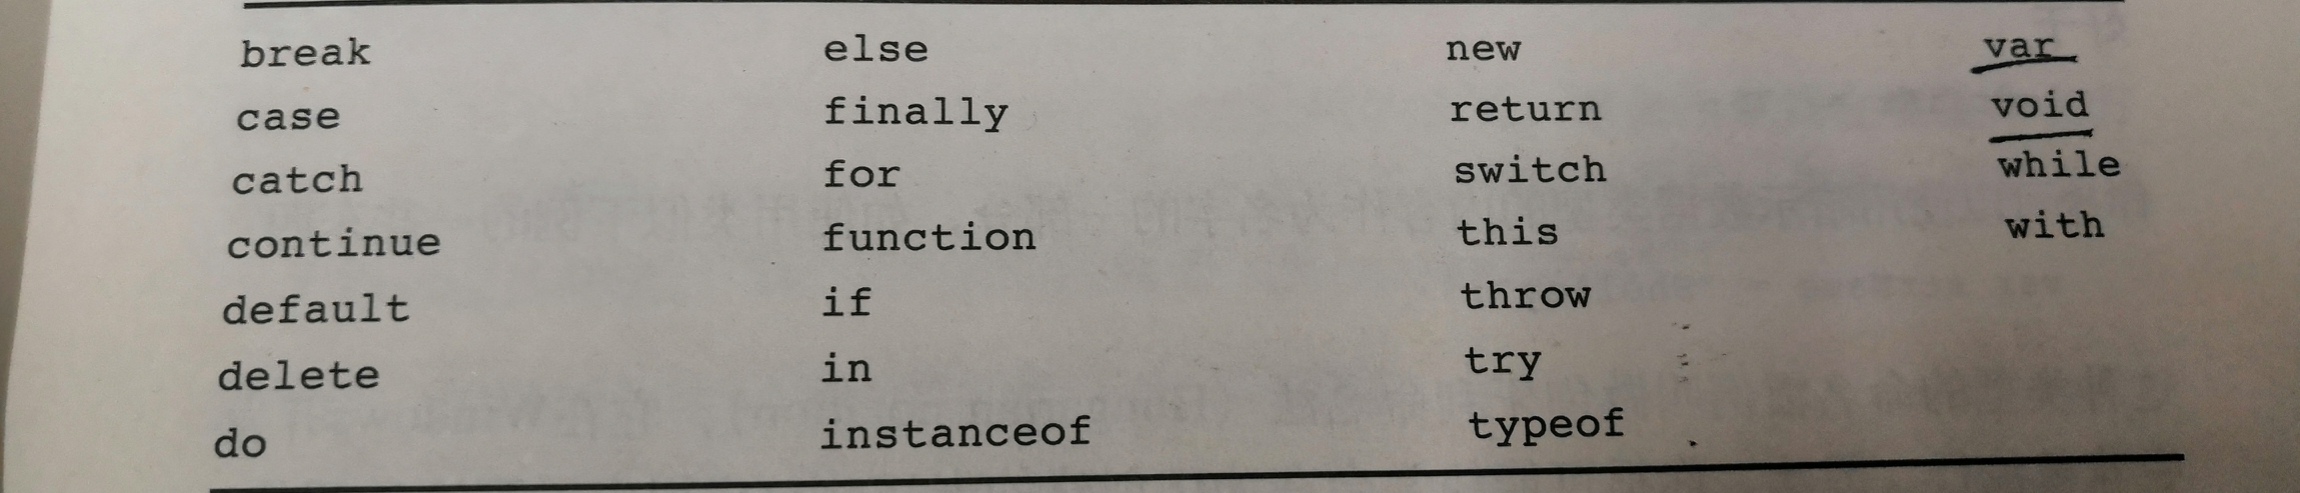 break else new var
case finally return void
catch for switch while
continue function this with
default if throw
delete in try
do instanceof typeof